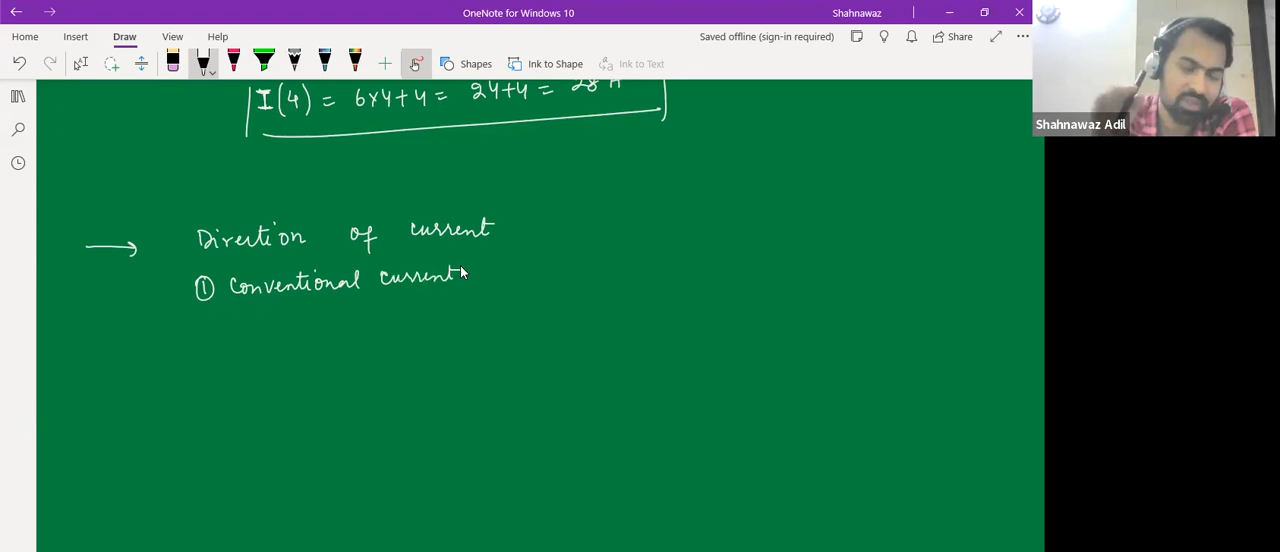 OneNote for Windows 10
Shahnawaz
Home Insert Draw View Help
Saved offline (sign-in required)
Share
Shapes
Ink to Shape
Ink to Text
I(4) = 6x4+4 = 24+4 = 28 A
Direction of current
① Conventional current
Shahnawaz Adil